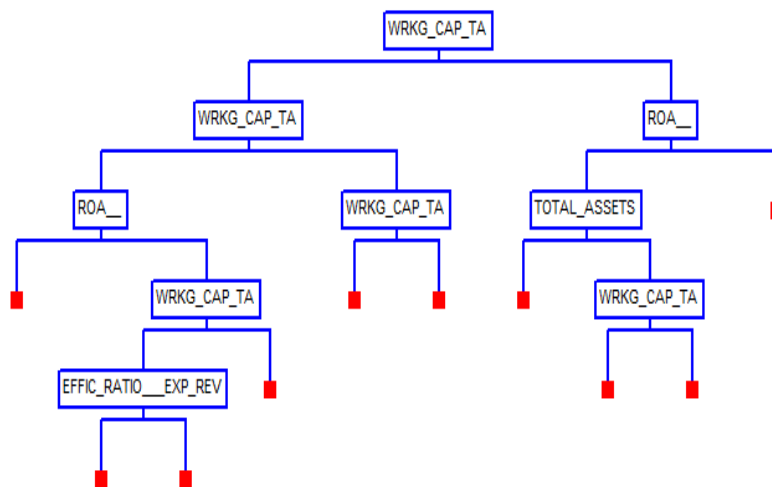 WRKG_CAP_TA
WRKG_CAP_TA
ROA__
ROA__
WRKG_CAP_TA
TOTAL_ASSETS
WRKG_CAP_TA
WRKG_CAP_TA
EFFIC_RATIO___EXP_REV